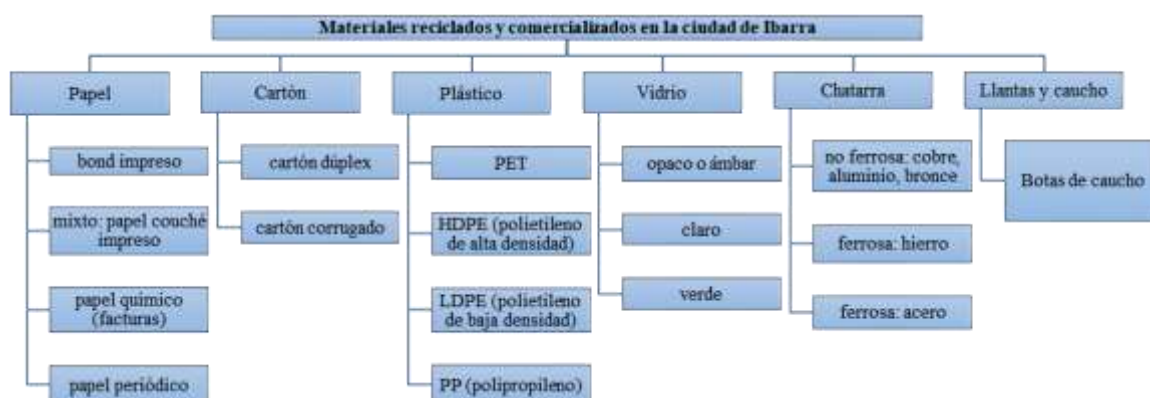 Materiales reciclados y comercializados en la ciudad de Ibarra
Papel
bond impreso
mixto: papel couché
impreso
papel químico
(facturas)
papel periódico
Cartón
cartón dúplex
cartón corrugado
Plástico
PET
HDPE (polietileno
de alta densidad)
LDPE (polietileno
de baja densidad)
PP (polipropileno)
Vidrio
opaco o ámbar
claro
verde
Chatarra
no ferrosa: cobre,
aluminio, bronce
ferrosa: hierro
ferrosa: acero
Llantas y caucho
Botas de caucho